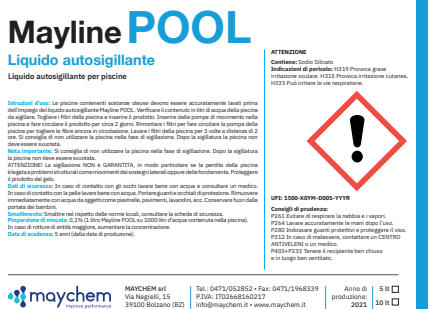 Mayline POOL
Liquido autosigillante
Liquido autosigillante per piscine
Istruzioni d'uso: Le piscine contenenti sostanze oleose devono essere accuratamente lavati prima
dell'impiego del liquido autosigillante Mayline POOL. Verificare il contenuto in litri di acqua della piscina
da sigillare. Togliere i filtri della piscina e inserire il prodotto. Inserire delle pompe di movimento nella
piscina e fare circolare il prodotto per circa 2 giorni. Rimontare i filtri per fare circolare la pompa della
piscina per togliere le fibre ancora in circolazione. Lavare i filtri della piscina per 3 volte a distanza di 2
ore. Si consiglia di non utilizzare la piscina nella fase di sigillazione. Dopo la sigillatura la piscina non
deve essere svuotata.
Nota importante: Si consiglia di non utilizzare la piscina nella fase di sigillazione. Dopo la sigillatura
la piscina non deve essere svuotata.
ATTENZIONE! La sigillazione NON è GARANTITA, in modo particolare se la perdita della piscina
è legata a problemi strutturali come movimenti dei sostegni laterali oppure delle fondamenta. Proteggere
il prodotto dal gelo.
Dati di sicurezza: In caso di contatto con gli occhi lavare bene con acqua e consultare un medico.
In caso di contatto con la pelle lavare bene con acqua. Portare guanti e occhiali di protezione. Rimuovere
immediatamente con acqua da oggetti come piastrelle, pavimenti, lavandini, ecc. Conservare fuori dalla
portata dei bambini.
Smaltimento: Smaltire nel rispetto delle norme locali, consultare la scheda di sicurezza.
Proporzione di miscela: 0,1% (1 litro Mayline POOL su 1000 litri d'acqua contenuta nella piscina).
In caso di rotture di entità maggiore, aumentare la concentrazione.
Data di scadenza: 5 anni (dalla data di produzione).
ATTENZIONE
Contiene: Sodio Silicato
Indicazioni di pericolo: H319 Provoca grave
irritazione oculare. H315 Provoca irritazione cutanea.
H335 Può irritare le vie respiratorie.
UFI: 1S00-X0YM-D00S-YYYR
Consigli di prudenza:
P261 Evitare di respirare la nebbia e i vapori.
P264 Lavare accuratamente le mani dopo l'uso.
P280 Indossare guanti protettivi e proteggere il viso.
P312 In caso di malessere, contattare un CENTRO
ANTIVELENI o un medico.
P403+P233 Tenere il recipiente ben chiuso
e in luogo ben ventilato.
maychem
improve performance
MAYCHEM srl
Via Negrelli, 15
39100 Bolzano (BZ)
Tel.: 0471/052852 • Fax: 0471/1968339
P.IVA: IT02668160217
info@maychem.it • www.maychem.it
Anno di
produzione:
2021
5 lt
10 lt